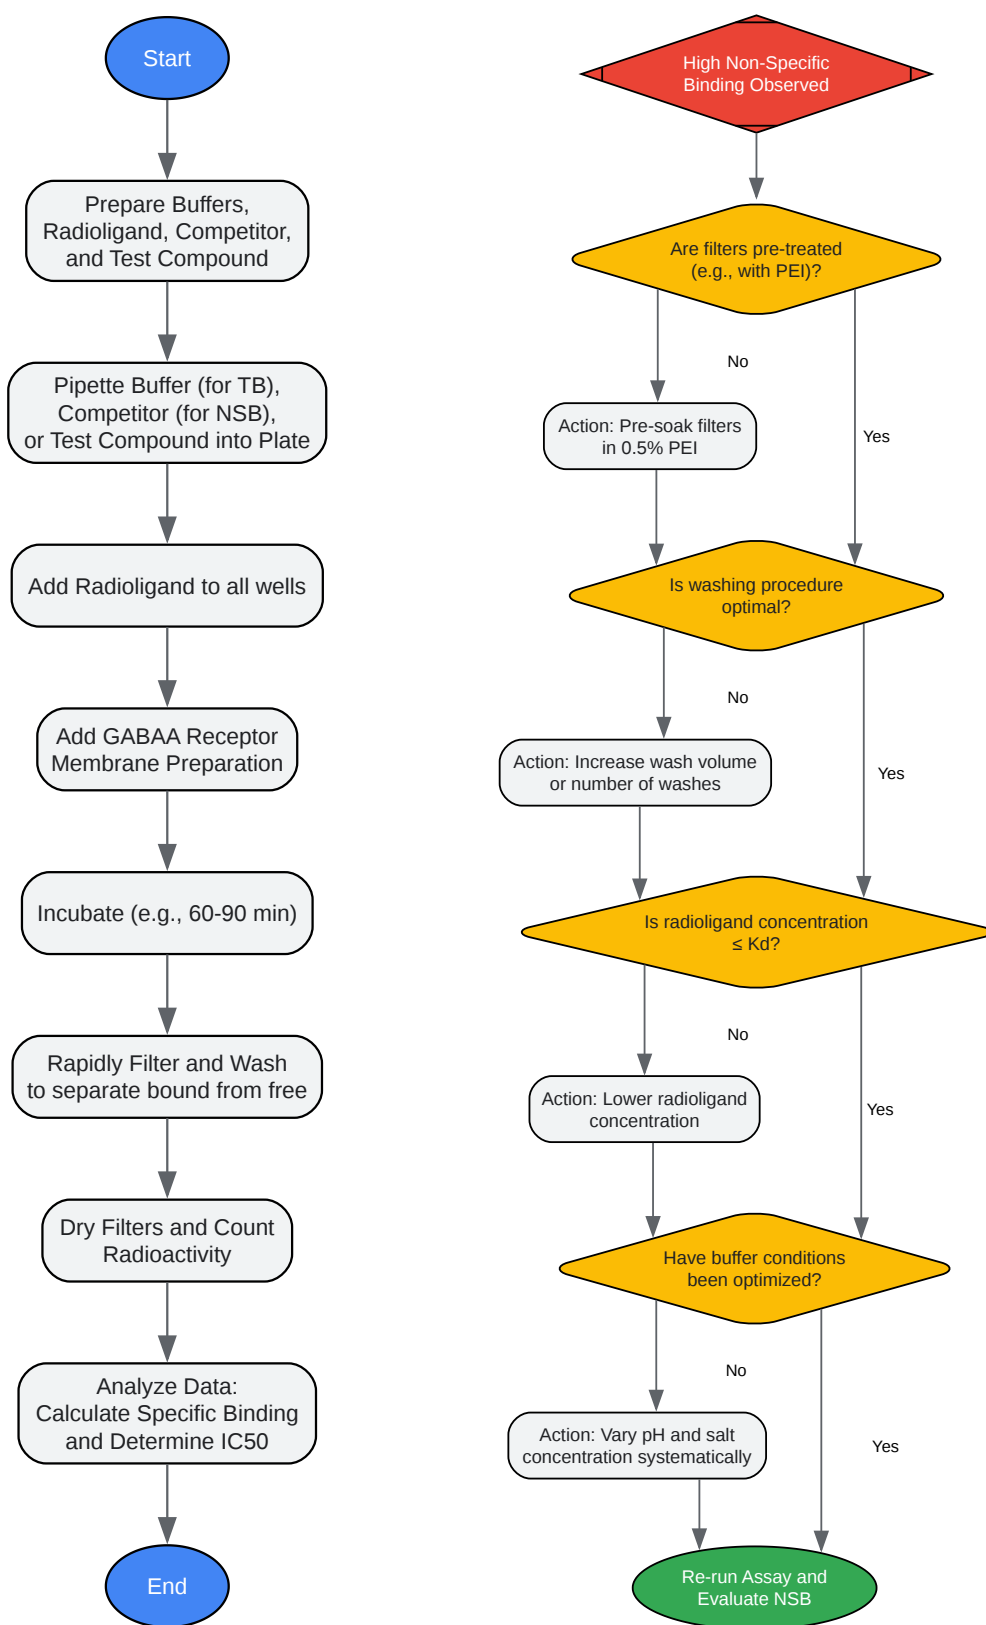 Start
Prepare Buffers,
Radioligand, Competitor,
and Test Compound
Pipette Buffer (for TB),
Competitor (for NSB),
or Test Compound into Plate
Add Radioligand to all wells
Add GABAA Receptor
Membrane Preparation
Incubate (e.g., 60-90 min)
Rapidly Filter and Wash
to separate bound from free
Dry Filters and Count
Radioactivity
Analyze Data:
Calculate Specific Binding
and Determine IC50
End
High Non-Specific
Binding Observed
Are filters pre-treated
(e.g., with PEI)?
No
Action: Pre-soak filters
in 0.5% PEI
Yes
Is washing procedure
optimal?
No
Action: Increase wash volume
or number of washes
Yes
Is radioligand concentration
≤ Kd?
No
Action: Lower radioligand
concentration
Yes
Have buffer conditions
been optimized?
No
Action: Vary pH and salt
concentration systematically
Yes
Re-run Assay and
Evaluate NSB